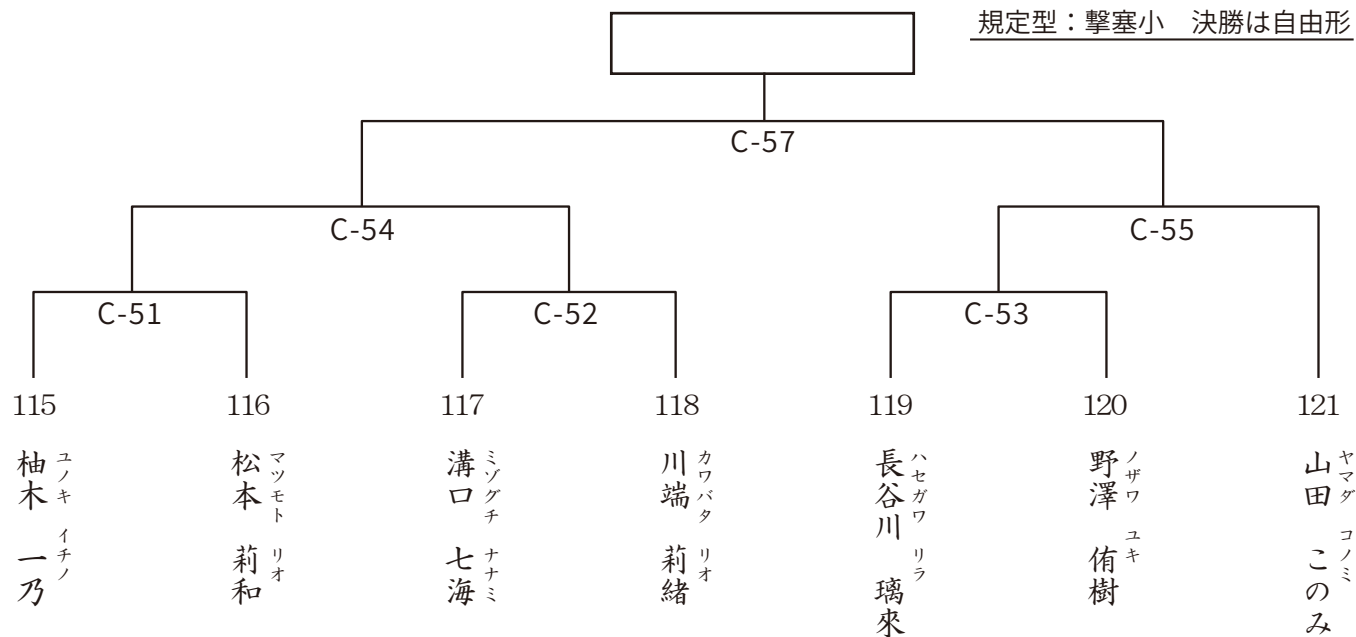 規定型：撃塞小　決勝は自由形
C-57
C-54
C-55
C-51
C-52
C-53
115
116
117
118
119
120
121
柚木 一乃
ユノキ イチノ
松本 莉和
マツモト リオ
溝口 七海
ミゾグチ ナナミ
川端 莉緒
カワバタ リオ
長谷川 璃來
ハセガワ リラ
野澤 侑樹
ノザワ ユキ
山田 このみ
ヤマダ コノミ